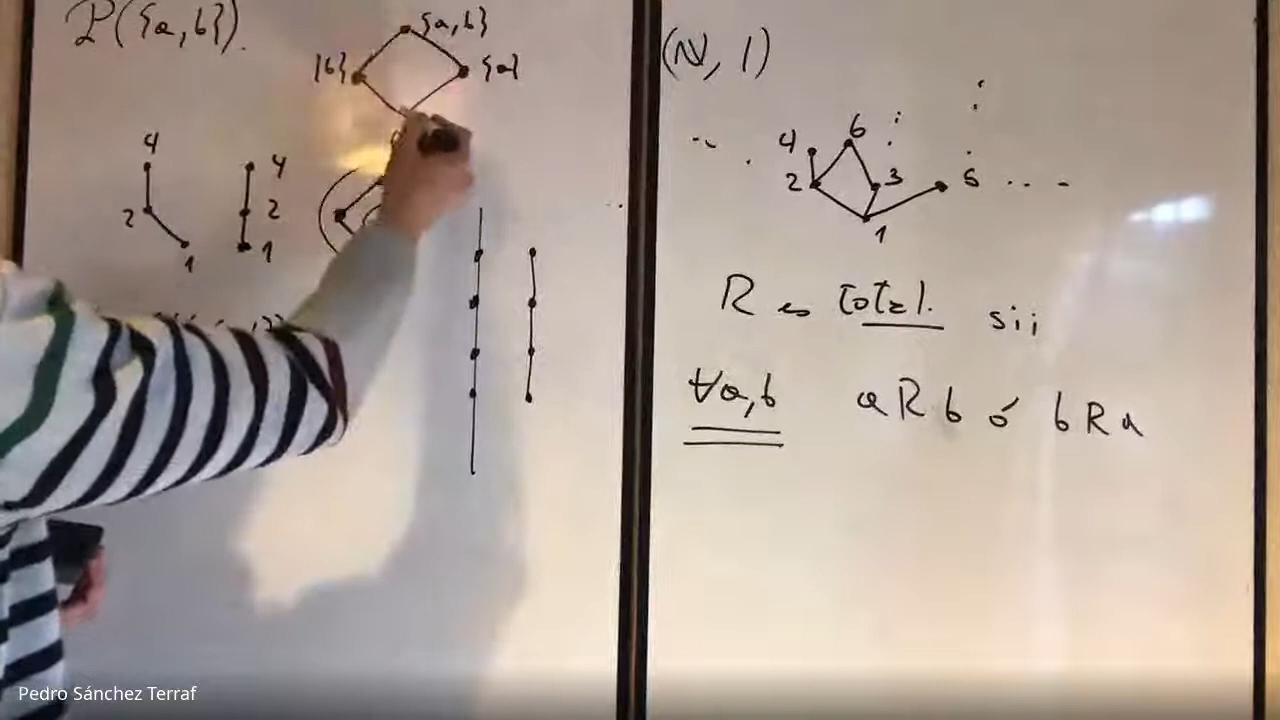 P({a,b}).
{a,b}
{b} {a}
4 4
2 2
1 1
(N, |)
6
4
2 3 5
1
R es total. sii
∀a,b aRb ó bRa
Pedro Sánchez Terraf